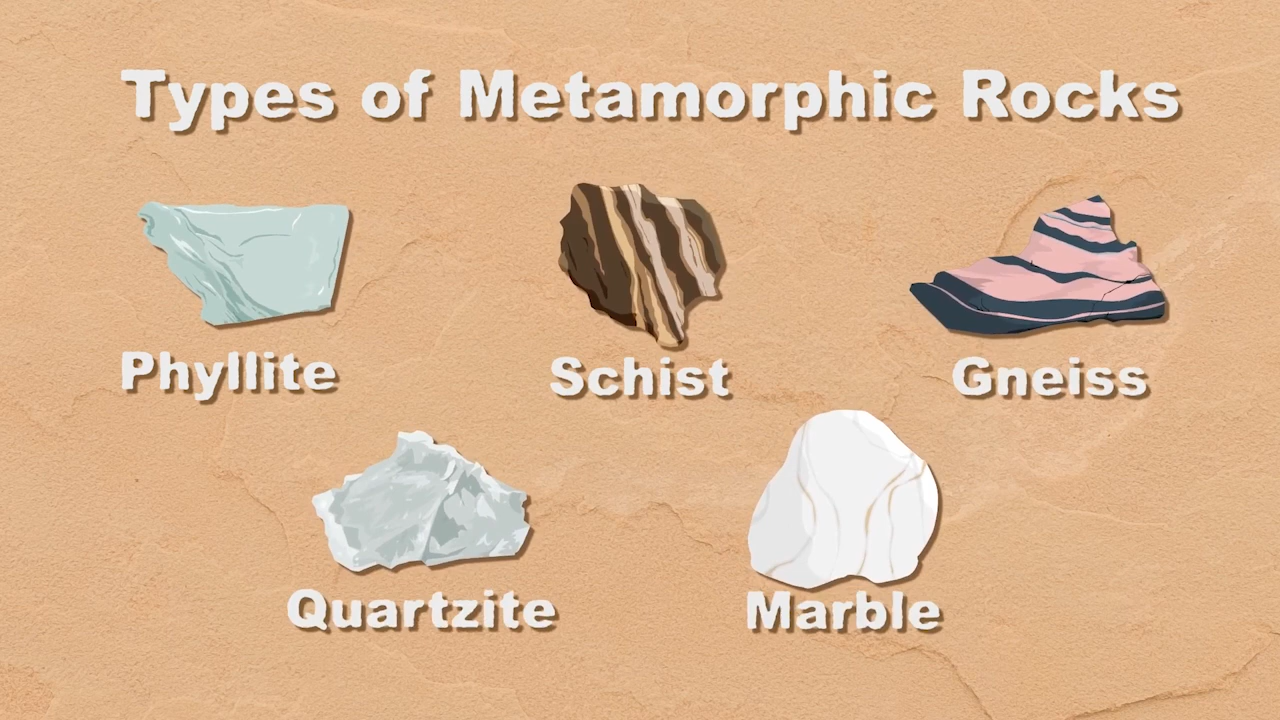 Types of Metamorphic Rocks
Phyllite
Schist
Gneiss
Quartzite
Marble